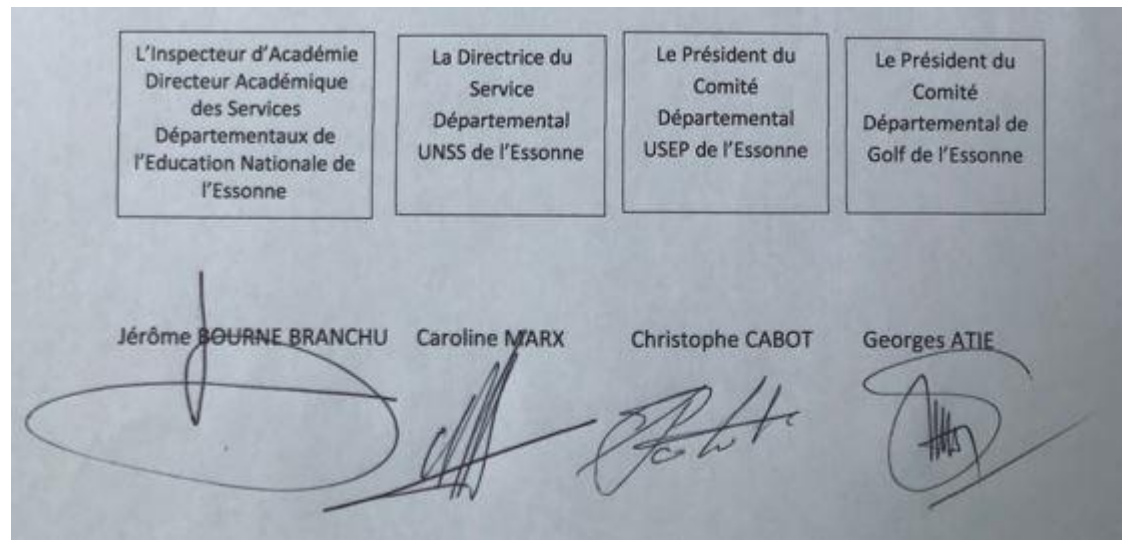 L'Inspecteur d'Académie
Directeur Académique
des Services
Départementaux de
l'Education Nationale de
l'Essonne
La Directrice du
Service
Départemental
UNSS de l'Essonne
Le Président du
Comité
Départemental
USEP de l'Essonne
Le Président du
Comité
Départemental de
Golf de l'Essonne
Jérôme BOURNE BRANCHU
Caroline MARX
Christophe CABOT
Georges ATIE